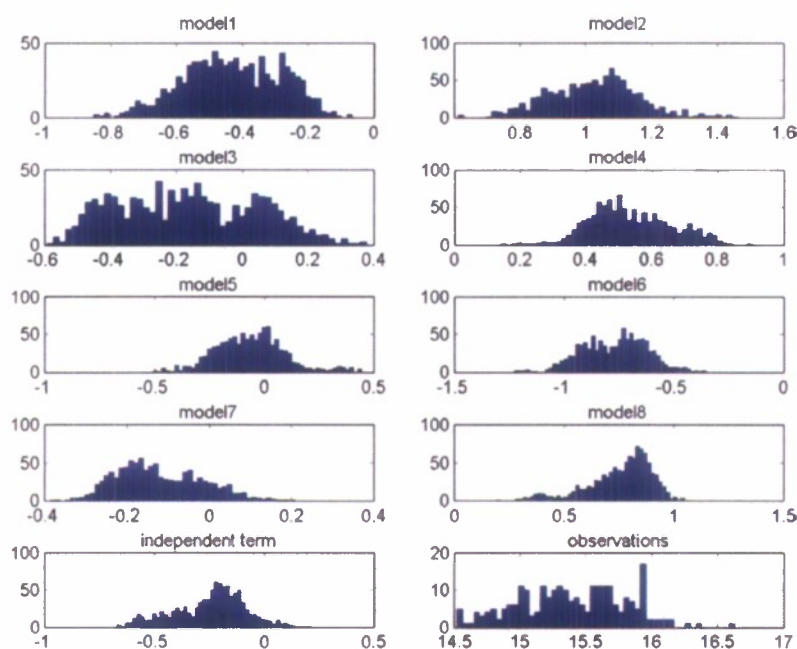 model1 model2
50 100
50
0 0
-1 -0.8 -0.6 -0.4 -0.2 0 0.8 1 1.2 1.4 1.6
model3 model4
50 100
50
0 0
-0.6 -0.4 -0.2 0 0.2 0.4 0 0.2 0.4 0.6 0.8 1
model5 model6
100 100
50 50
0 0
-1 -0.5 0 0.5 -1.5 -1 -0.5 0
model7 model8
100 100
50 50
0 0
-0.4 -0.2 0 0.2 0.4 0 0.5 1 1.5
independent term observations
100 20
50 10
0 0
-1 -0.5 0 0.5 14.5 15 15.5 16 16.5 17